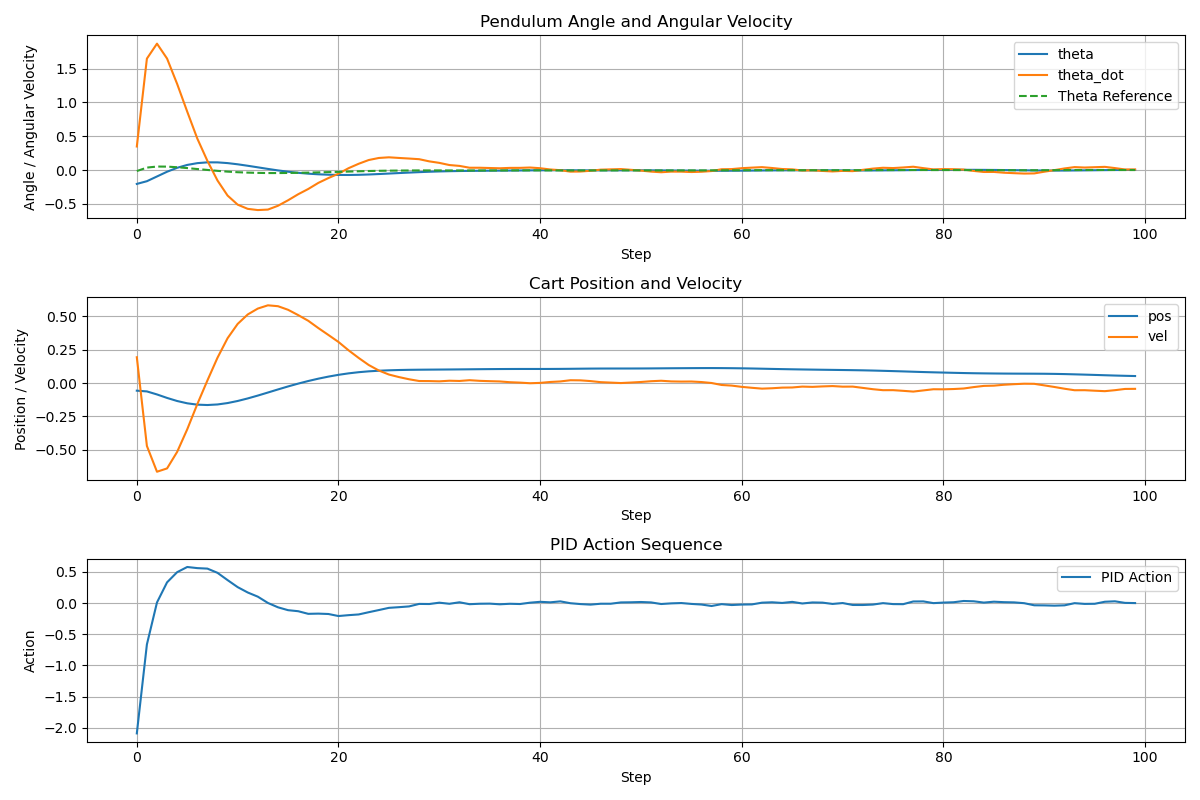 Pendulum Angle and Angular Velocity
Angle / Angular Velocity
1.5
1.0
0.5
0.0
−0.5
theta
theta_dot
Theta Reference
0 20 40 60 80 100
Step
Cart Position and Velocity
Position / Velocity
0.50
0.25
0.00
−0.25
−0.50
pos
vel
0 20 40 60 80 100
Step
PID Action Sequence
Action
0.5
0.0
−0.5
−1.0
−1.5
−2.0
PID Action
0 20 40 60 80 100
Step